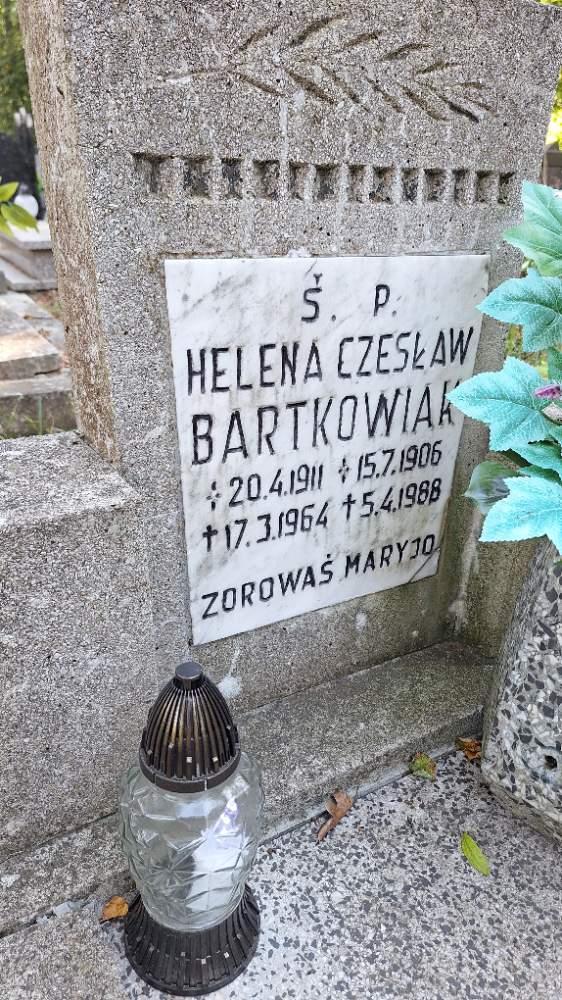 Ś. P.
HELENA CZESŁAW
BARTKOWIAK
✣ 20.4.1911 ✣ 15.7.1906
† 17.3.1964 † 5.4.1988
ZOROWAŚ MARYJO